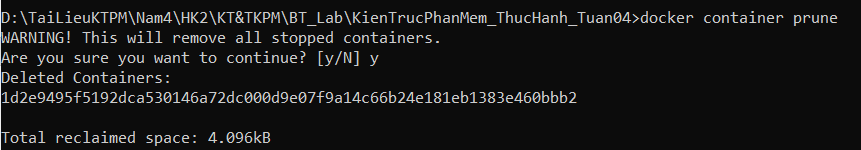 D:\TaiLieuKTPM\Nam4\HK2\KT&TKPM\BT_Lab\KienTrucPhanMem_ThucHanh_Tuan04>docker container prune
WARNING! This will remove all stopped containers.
Are you sure you want to continue? [y/N] y
Deleted Containers:
1d2e9495f5192dca530146a72dc000d9e07f9a14c66b24e181eb1383e460bbb2
Total reclaimed space: 4.096kB